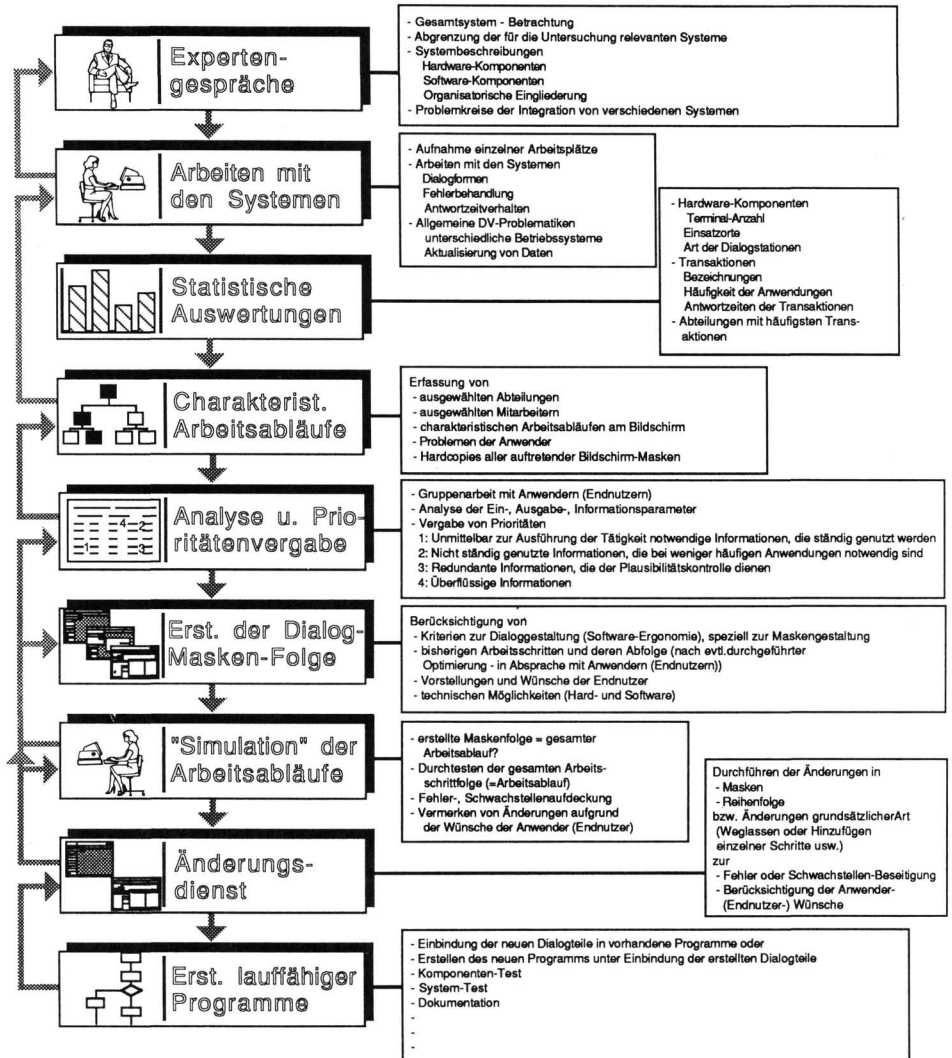 Experten-
gespräche
- Gesamtsystem - Betrachtung
- Abgrenzung der für die Untersuchung relevanten Systeme
- Systembeschreibungen
Hardware-Komponenten
Software-Komponenten
Organisatorische Eingliederung
- Problemkreise der Integration von verschiedenen Systemen
Arbeiten mit
den Systemen
- Aufnahme einzelner Arbeitsplätze
- Arbeiten mit den Systemen
Dialogformen
Fehlerbehandlung
Antwortzeitverhalten
- Allgemeine DV-Problematiken
unterschiedliche Betriebssysteme
Aktualisierung von Daten
Statistische
Auswertungen
- Hardware-Komponenten
Terminal-Anzahl
Einsatzorte
Art der Dialogstationen
- Transaktionen
Bezeichnungen
Häufigkeit der Anwendungen
Antwortzeiten der Transaktionen
- Abteilungen mit häufigsten Trans-
aktionen
Charakterist.
Arbeitsabläufe
Erfassung von
- ausgewählten Abteilungen
- ausgewählten Mitarbeitern
- charakteristischen Arbeitsabläufen am Bildschirm
- Problemen der Anwender
- Hardcopies aller auftretender Bildschirm-Masken
4
2
1
3
Analyse u. Prio-
ritätenvergabe
- Gruppenarbeit mit Anwendern (Endnutzern)
- Analyse der Ein-, Ausgabe-, Informationsparameter
- Vergabe von Prioritäten
1: Unmittelbar zur Ausführung der Tätigkeit notwendige Informationen, die ständig genutzt werden
2: Nicht ständig genutzte Informationen, die bei weniger häufigen Anwendungen notwendig sind
3: Redundante Informationen, die der Plausibilitätskontrolle dienen
4: Überflüssige Informationen
Erst. der Dialog-
Masken-Folge
Berücksichtigung von
- Kriterien zur Dialoggestaltung (Software-Ergonomie), speziell zur Maskengestaltung
- bisherigen Arbeitsschritten und deren Abfolge (nach evtl.durchgeführter
Optimierung - in Absprache mit Anwendern (Endnutzern))
- Vorstellungen und Wünsche der Endnutzer
- technischen Möglichkeiten (Hard- und Software)
"Simulation" der
Arbeitsabläufe
- erstellte Maskenfolge = gesamter
Arbeitsablauf?
- Durchtesten der gesamten Arbeits-
schrittfolge (=Arbeitsablauf)
- Fehler-, Schwachstellenaufdeckung
- Vermerken von Änderungen aufgrund
der Wünsche der Anwender (Endnutzer)
Änderungs-
dienst
Durchführen der Änderungen in
- Masken
- Reihenfolge
bzw. Änderungen grundsätzlicherArt
(Weglassen oder Hinzufügen
einzelner Schritte usw.)
zur
- Fehler oder Schwachstellen-Beseitigung
- Berücksichtigung der Anwender-
(Endnutzer-) Wünsche
Erst. lauffähiger
Programme
- Einbindung der neuen Dialogteile in vorhandene Programme oder
- Erstellen des neuen Programms unter Einbindung der erstellten Dialogteile
- Komponenten-Test
- System-Test
- Dokumentation
-
-
-